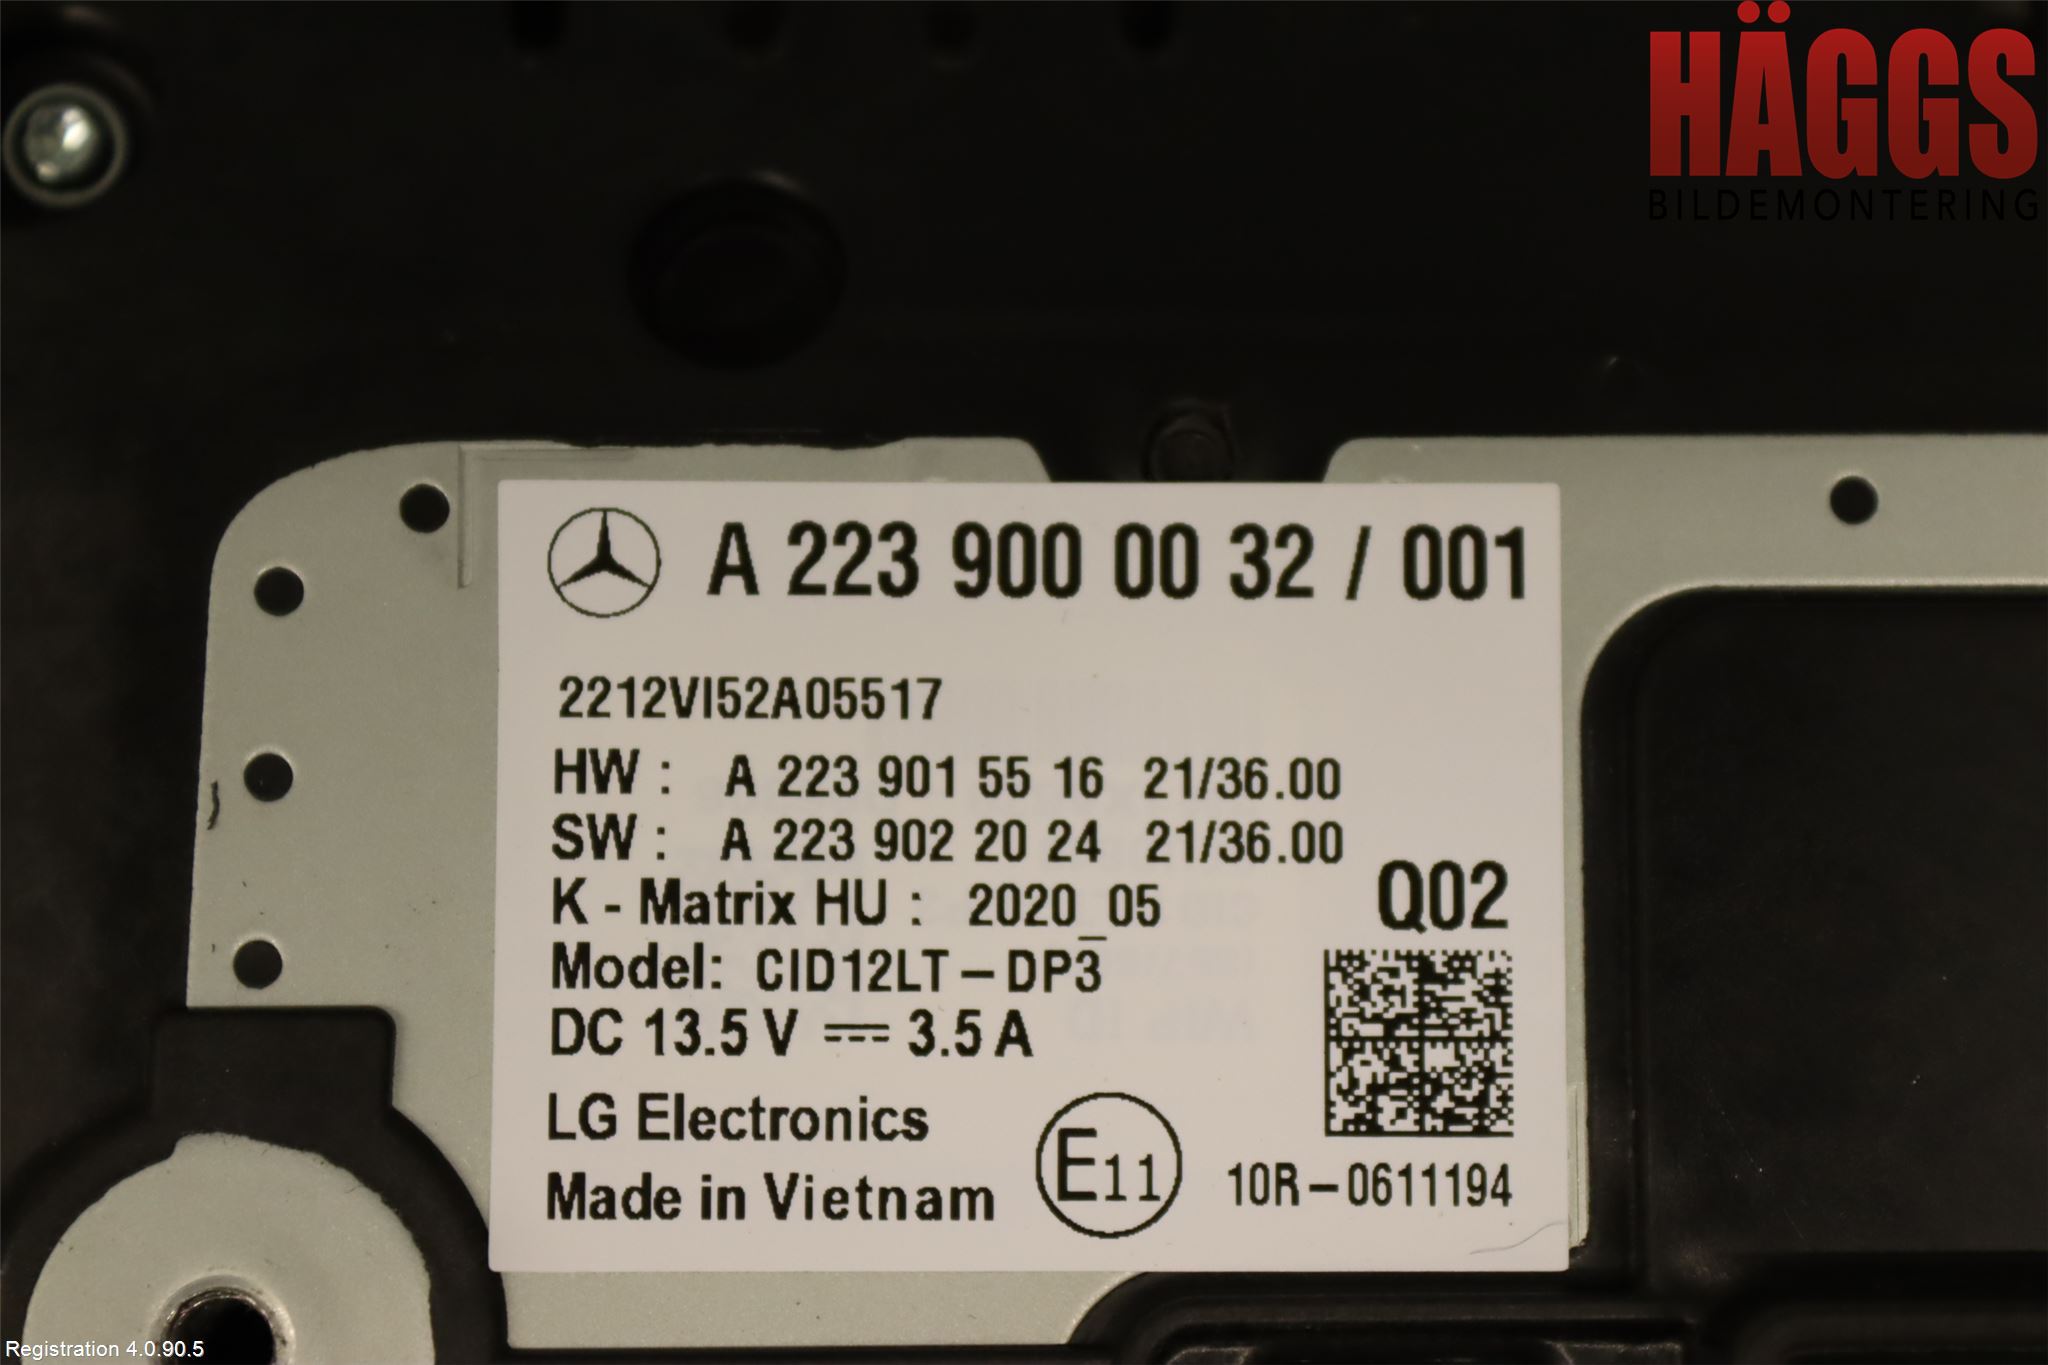 HÄGGS
BILDEMONTERING
A 223 900 00 32 / 001
2212VI52A05517
HW : A 223 901 55 16 21/36.00
SW : A 223 902 20 24 21/36.00
K - Matrix HU : 2020_05
Q02
Model: CID12LT - DP3
DC 13.5 V ⎓ 3.5 A
LG Electronics
Made in Vietnam
E11
10R - 0611194
Registration 4.0.90.5